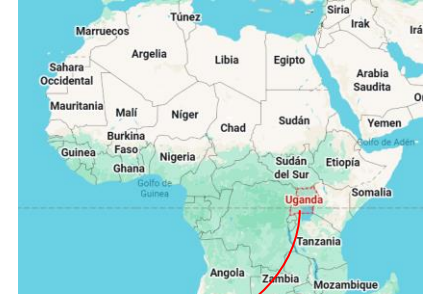 Siria
Túnez
Marruecos
Irak
Irá
Argelia
Libia
Egipto
Sahara
Occidental
Arabia
Saudita
O
Mauritania
Malí
Níger
Chad
Sudán
Yemen
Burkina
Faso
Golfo de Adén
Guinea
Nigeria
Ghana
Sudán
del Sur
Etiopía
Golfo de
Guinea
Uganda
Somalia
Tanzania
Angola
Zambia
Mozambique